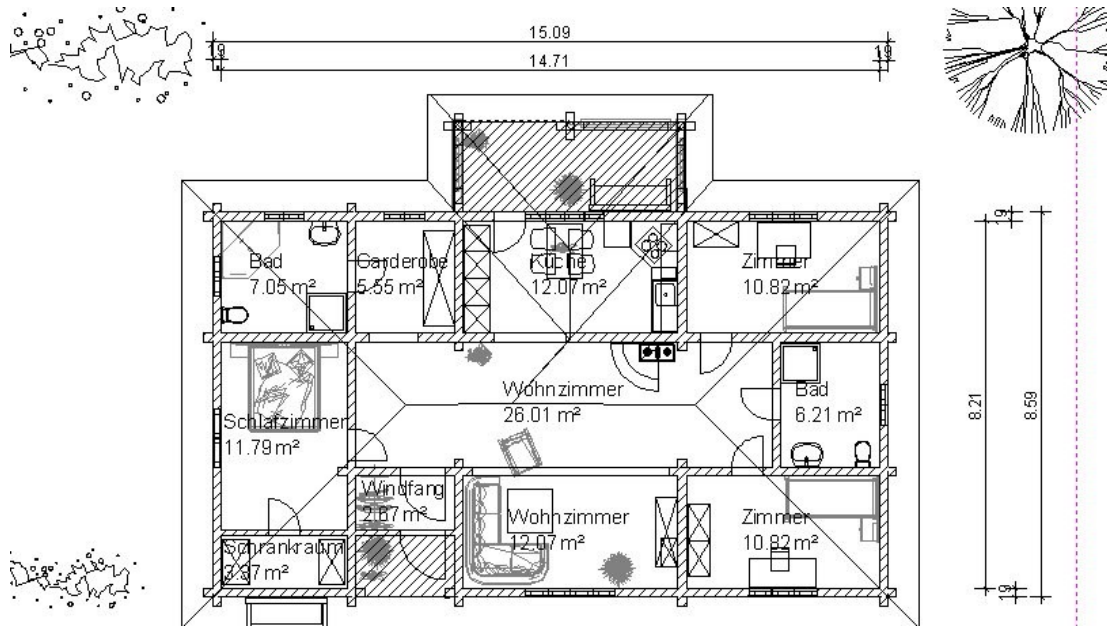 15.09
19
19
14.71
Bad
7.05 m²
Garderobe
5.55 m²
Küche
12.07 m²
Zimmer
10.82 m²
19
Wohnzimmer
26.01 m²
Bad
6.21 m²
8.21
8.59
Schlafzimmer
11.79 m²
Windfang
2.67 m²
Wohnzimmer
12.07 m²
Zimmer
10.82 m²
Schrankraum
3.37 m²
19